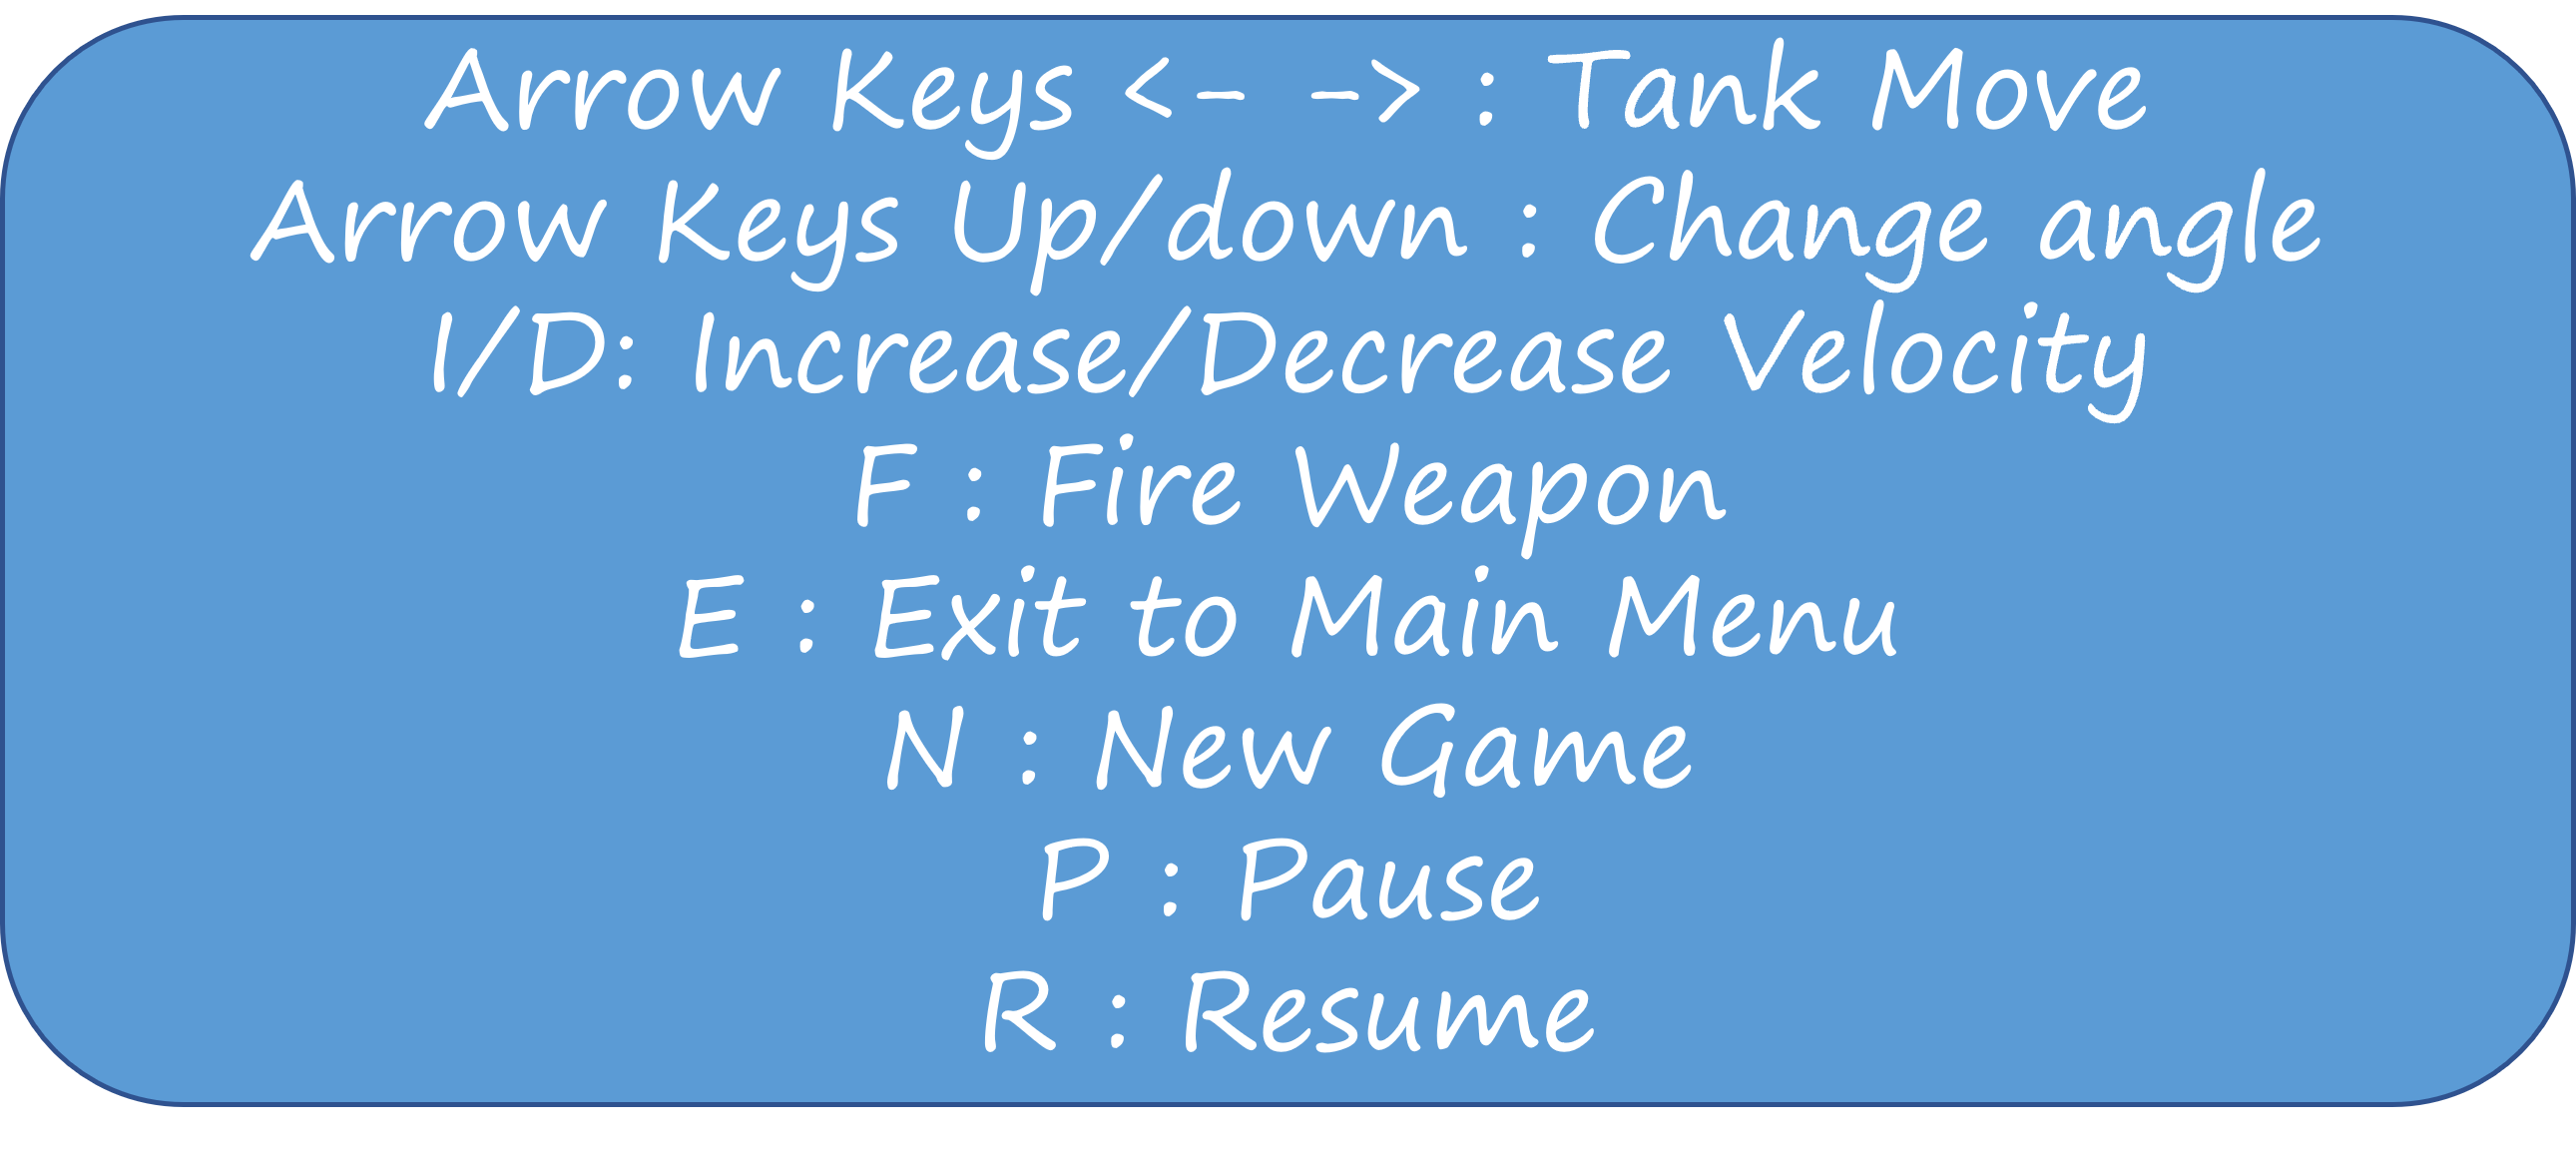 Arrow Keys <- -> : Tank Move
Arrow Keys Up/down : Change angle
I/D: Increase/Decrease Velocity
F : Fire Weapon
E : Exit to Main Menu
N : New Game
P : Pause
R : Resume